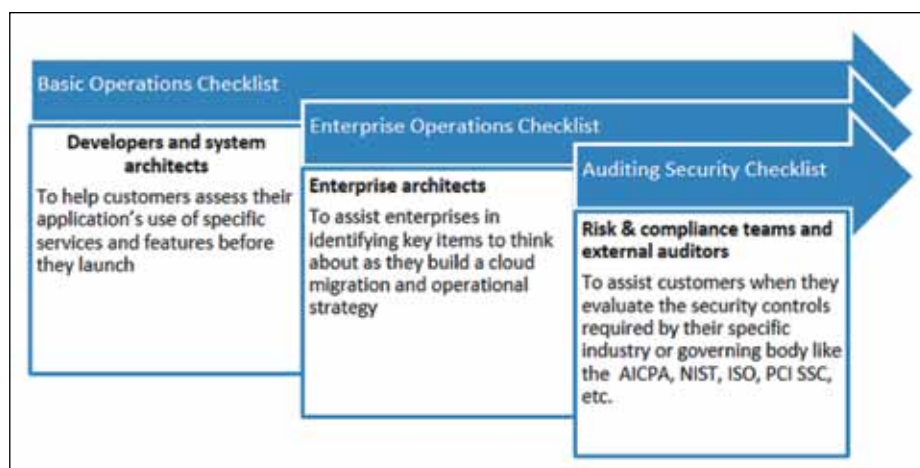 Basic Operations Checklist
Developers and system
architects
To help customers assess their
application's use of specific
services and features before
they launch
Enterprise Operations Checklist
Enterprise architects
To assist enterprises in
identifying key items to think
about as they build a cloud
migration and operational
strategy
Auditing Security Checklist
Risk & compliance teams and
external auditors
To assist customers when they
evaluate the security controls
required by their specific
industry or governing body like
the AICPA, NIST, ISO, PCI SSC,
etc.